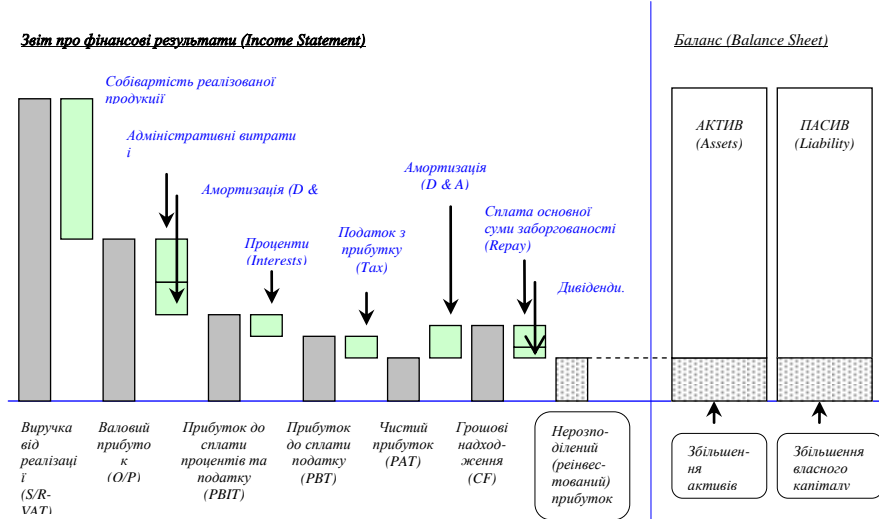 Звіт про фінансові результати (Income Statement)
Баланс (Balance Sheet)
Собівартість реалізованої
продукції
Адміністративні витрати
і
Амортизація (D &
Проценти
(Interests)
Податок з
прибутку
(Tax)
Амортизація
(D & A)
Сплата основної
суми заборгованості
(Repay)
Дивіденди.
АКТИВ
(Assets)
ПАСИВ
(Liability)
Виручка
від
реалізаці
ї
(S/R-
VAT)
Валовий
прибуто
к
(O/P)
Прибуток до
сплати
процентів та
податку
(PBIT)
Прибуток
до сплати
податку
(PBT)
Чистий
прибуток
(PAT)
Грошові
надход-
ження
(CF)
Нерозпо-
ділений
(реінвес-
тований)
прибуток
Збільшен-
ня
активів
Збільшення
власного
капіталу